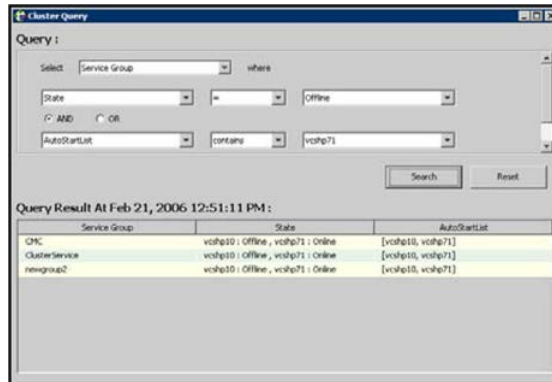 Cluster Query
Query :
Select Service Group where
State = Offline
AND OR
AutoStartList contains vcshp71
Search Reset
Query Result At Feb 21, 2006 12:51:11 PM :
Service Group State AutoStartList
CMC vcshp10 : Offline , vcshp71 : Online [vcshp10, vcshp71]
ClusterService vcshp10 : Offline , vcshp71 : Online [vcshp10, vcshp71]
newgroup2 vcshp10 : Offline , vcshp71 : Online [vcshp10, vcshp71]